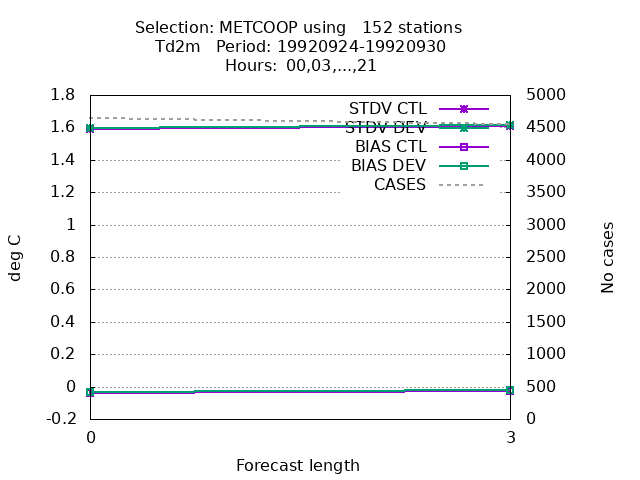 Selection: METCOOP using   152 stations
Td2m   Period: 19920924-19920930
Hours: 00,03,...,21
1.8 5000
STDV CTL
1.6 STDV DEV 4500
BIAS CTL
1.4 BIAS DEV 4000
CASES
1.2 3500
1 3000
0.8 2500
0.6 2000
0.4 1500
0.2 1000
0 500
-0.2 0
0 3
Forecast length
deg C
No cases